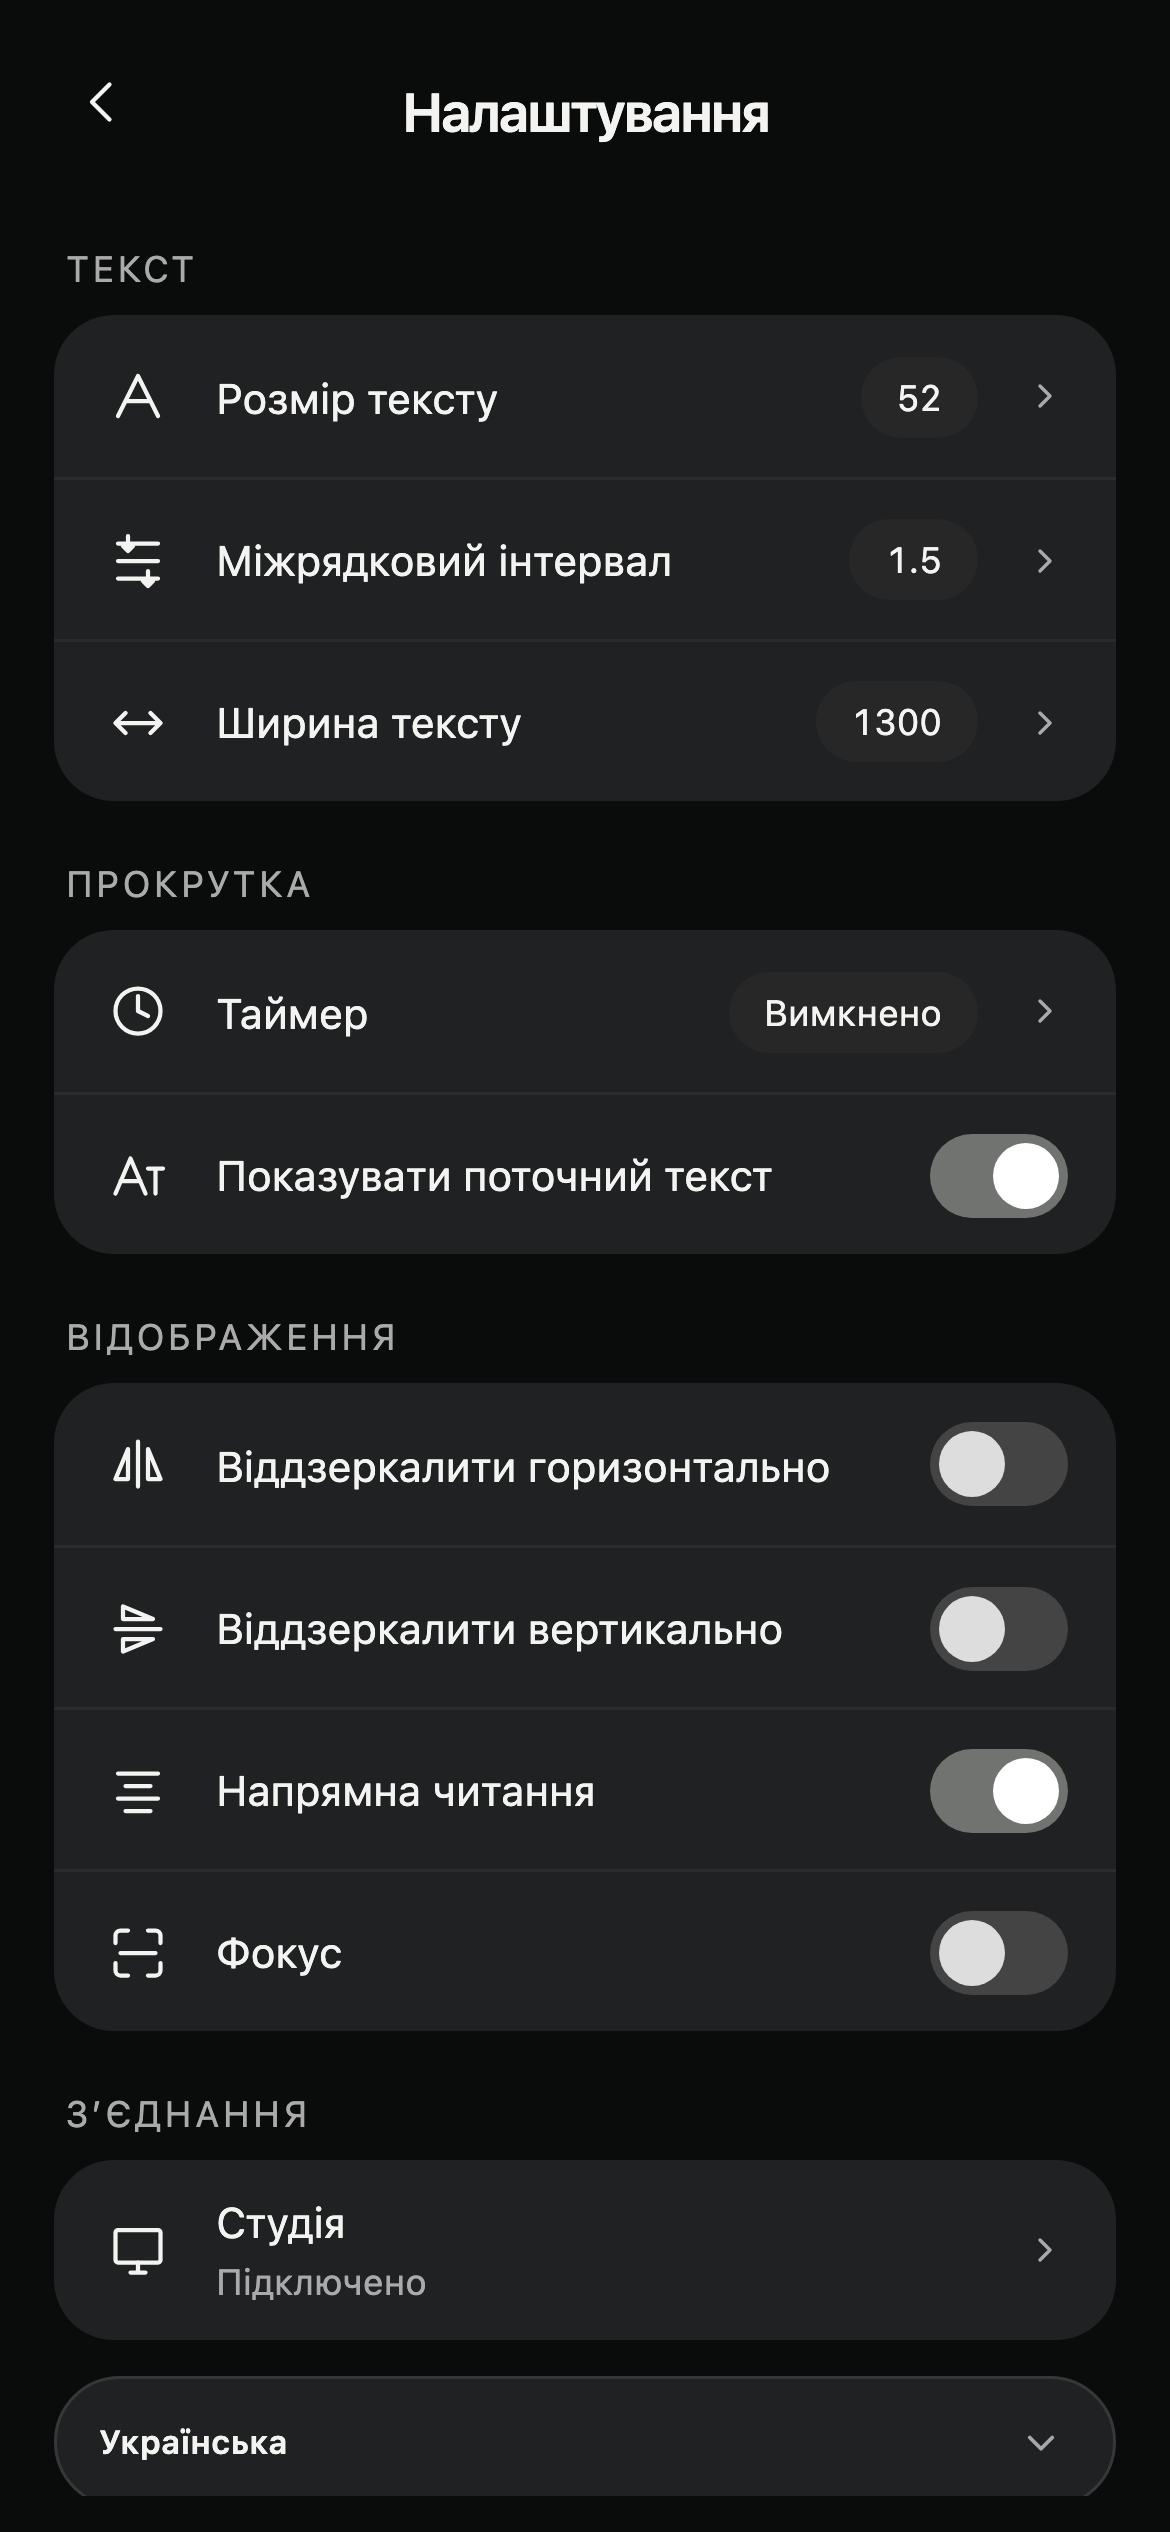 Налаштування
ТЕКСТ
Розмір тексту
52
Міжрядковий інтервал
1.5
Ширина тексту
1300
ПРОКРУТКА
Таймер
Вимкнено
Показувати поточний текст
ВІДОБРАЖЕННЯ
Віддзеркалити горизонтально
Віддзеркалити вертикально
Напрямна читання
Фокус
З’ЄДНАННЯ
Студія
Підключено
Українська